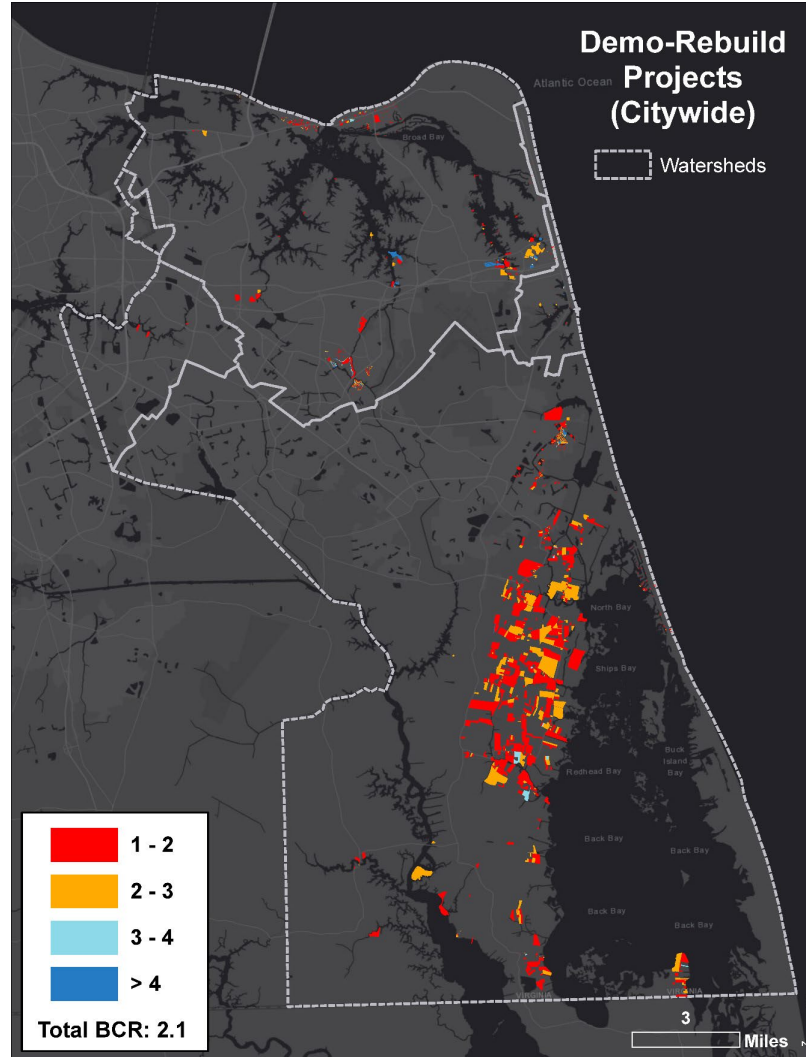 Demo-Rebuild
Projects
(Citywide)
Atlantic Ocean
Watersheds
Broad Bay
North Bay
Ships Bay
Buck
Island
Bay
Redhead Bay
Back Bay
Back Bay
Back Bay
Back Bay
VIRGINIA
VIRGINIA
1 - 2
2 - 3
3 - 4
> 4
Total BCR: 2.1
3
Miles